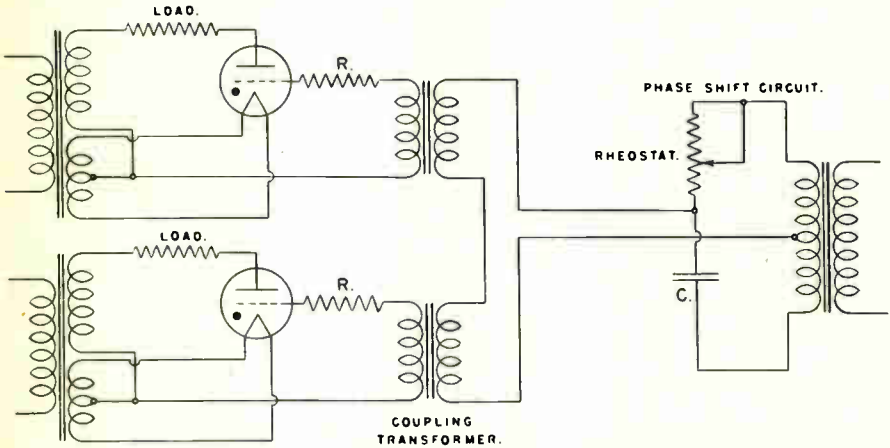 LOAD.
R.
PHASE SHIFT CIRCUIT.
RHEOSTAT.
LOAD.
R.
C.
COUPLING
TRANSFORMER.